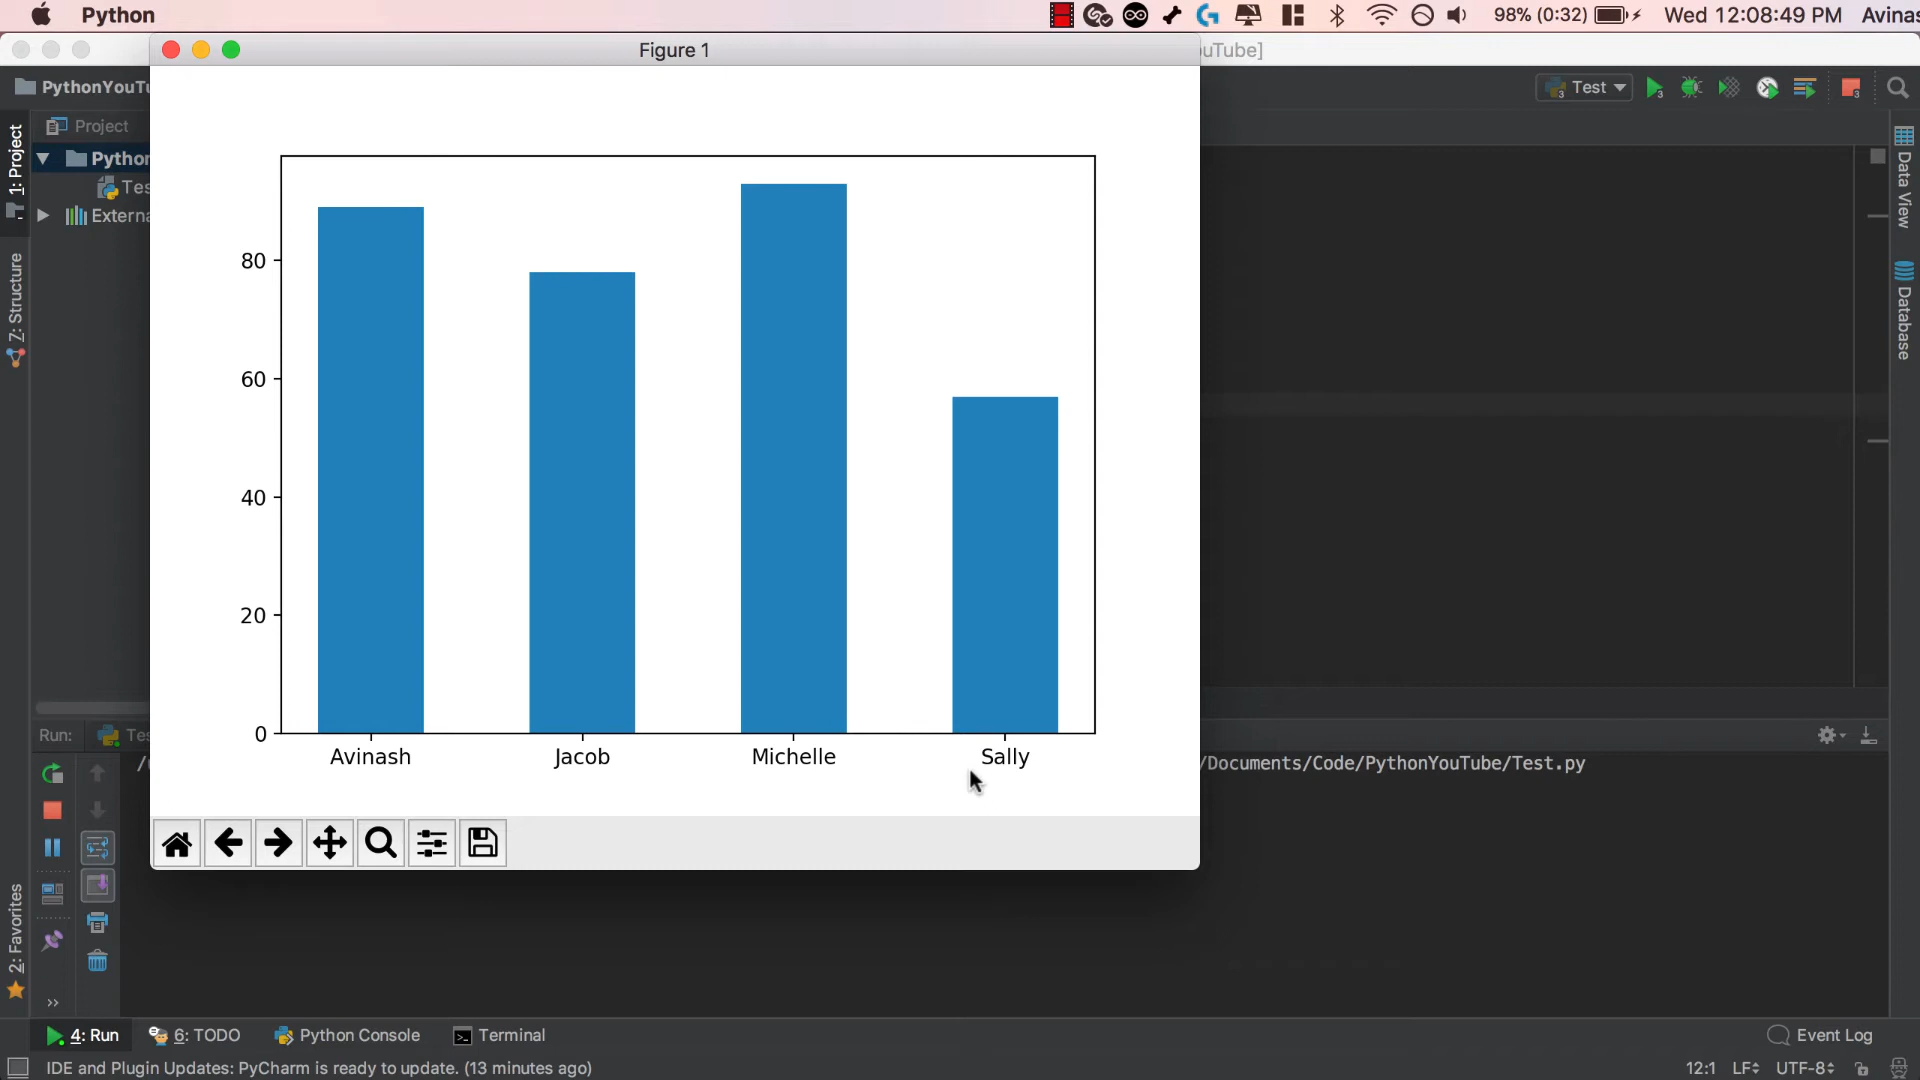 Python
98% (0:32)
Wed 12:08:49 PM
Avinas
Figure 1
uTube]
PythonYouTu
Test
Project
1: Project
Python
Tes
Externa
Z: Structure
Data View
Database
80
60
40
20
0
Avinash
Jacob
Michelle
Sally
Run:
Tes
/Documents/Code/PythonYouTube/Test.py
2: Favorites
»
4: Run
6: TODO
Python Console
Terminal
Event Log
IDE and Plugin Updates: PyCharm is ready to update. (13 minutes ago)
12:1
LF
UTF-8